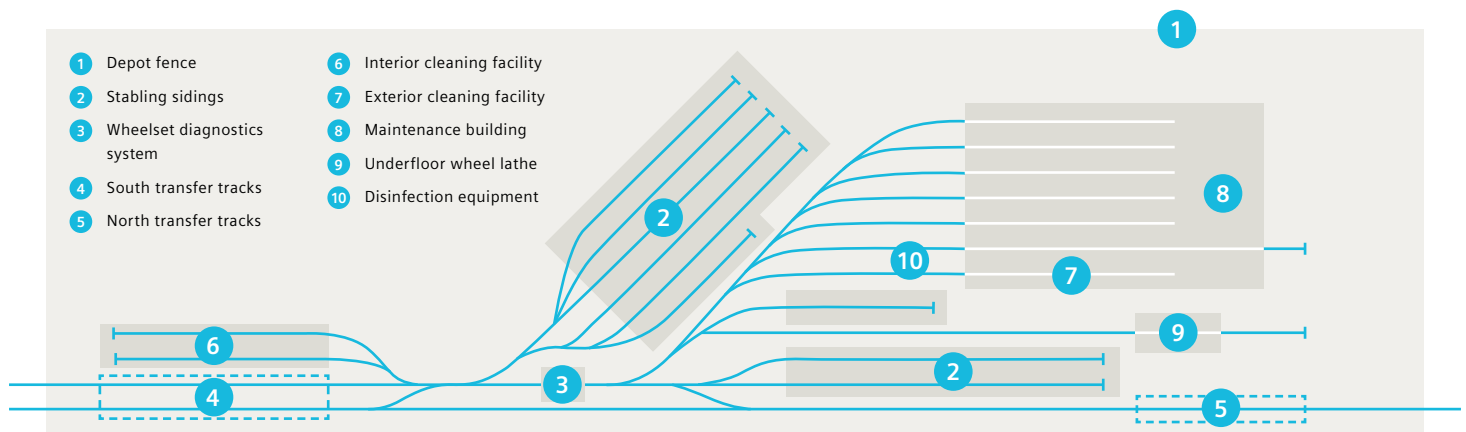 1
1 Depot fence
2 Stabling sidings
3 Wheelset diagnostics
system
4 South transfer tracks
5 North transfer tracks
6 Interior cleaning facility
7 Exterior cleaning facility
8 Maintenance building
9 Underfloor wheel lathe
10 Disinfection equipment
2
8
10
7
6
9
3
2
4
5